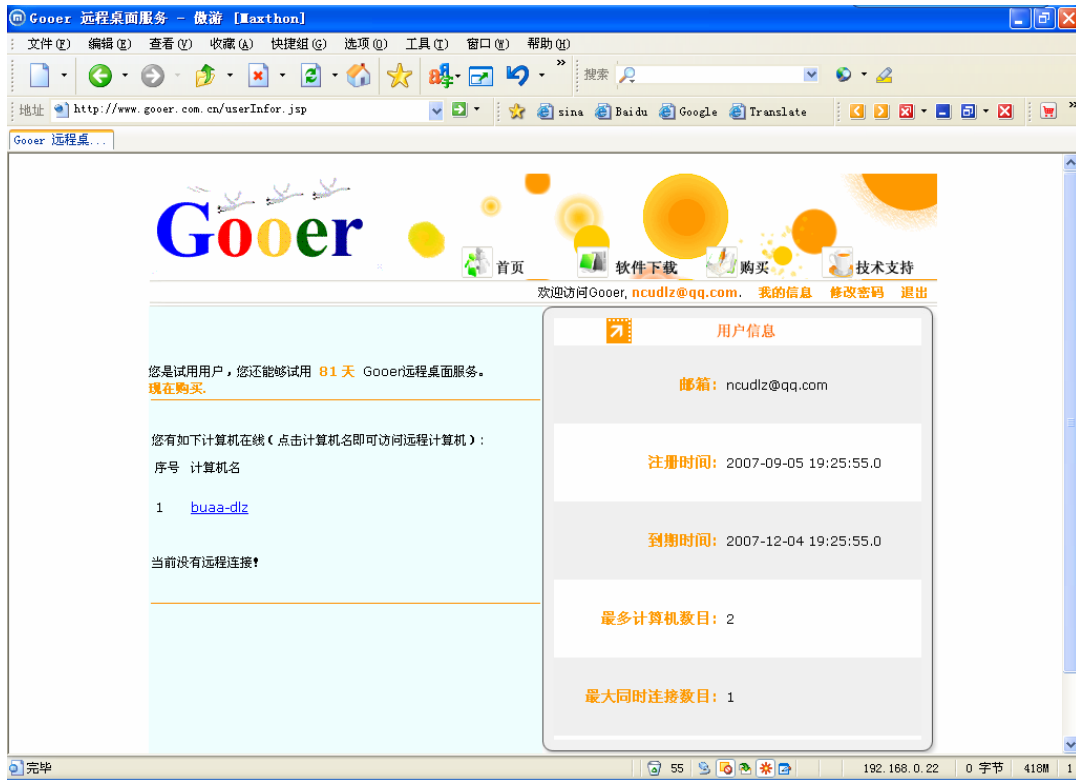 Gooer 远程桌面服务 - 傲游 [Maxthon]
文件(F) 编辑(E) 查看(V) 收藏(A) 快捷组(G) 选项(O) 工具(T) 窗口(W) 帮助(H)
搜索
地址 http://www.gooer.com.cn/userInfor.jsp sina Baidu Google Translate
Gooer 远程桌...
Gooer
首页 软件下载 购买 技术支持
欢迎访问Gooer, ncudlz@qq.com. 我的信息 修改密码 退出
您是试用用户，您还能够试用 81 天 Gooer远程桌面服务。
现在购买.
您有如下计算机在线(点击计算机名即可访问远程计算机)：
序号 计算机名
1 buaa-dlz
当前没有远程连接!
用户信息
邮箱： ncudlz@qq.com
注册时间： 2007-09-05 19:25:55.0
到期时间： 2007-12-04 19:25:55.0
最多计算机数目： 2
最大同时连接数目： 1
完毕 55 192.168.0.22 0 字节 418M 1